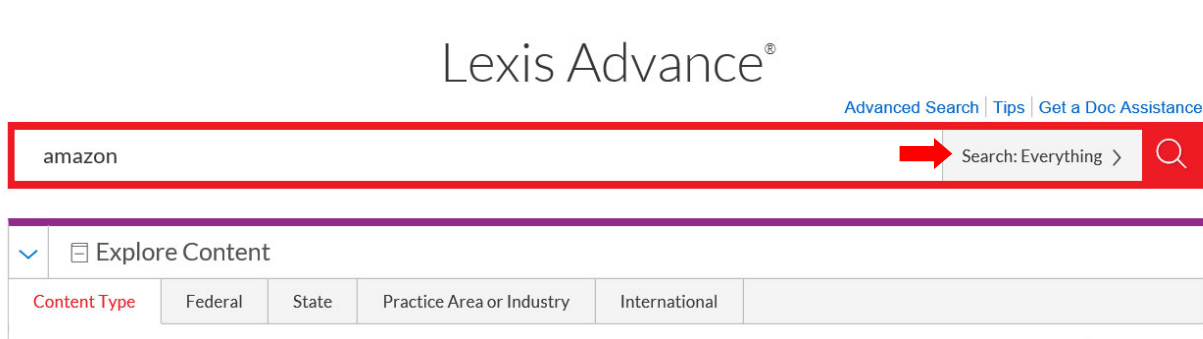 Lexis Advance®
Advanced Search | Tips | Get a Doc Assistance
amazon Search: Everything >
Explore Content
Content Type Federal State Practice Area or Industry International